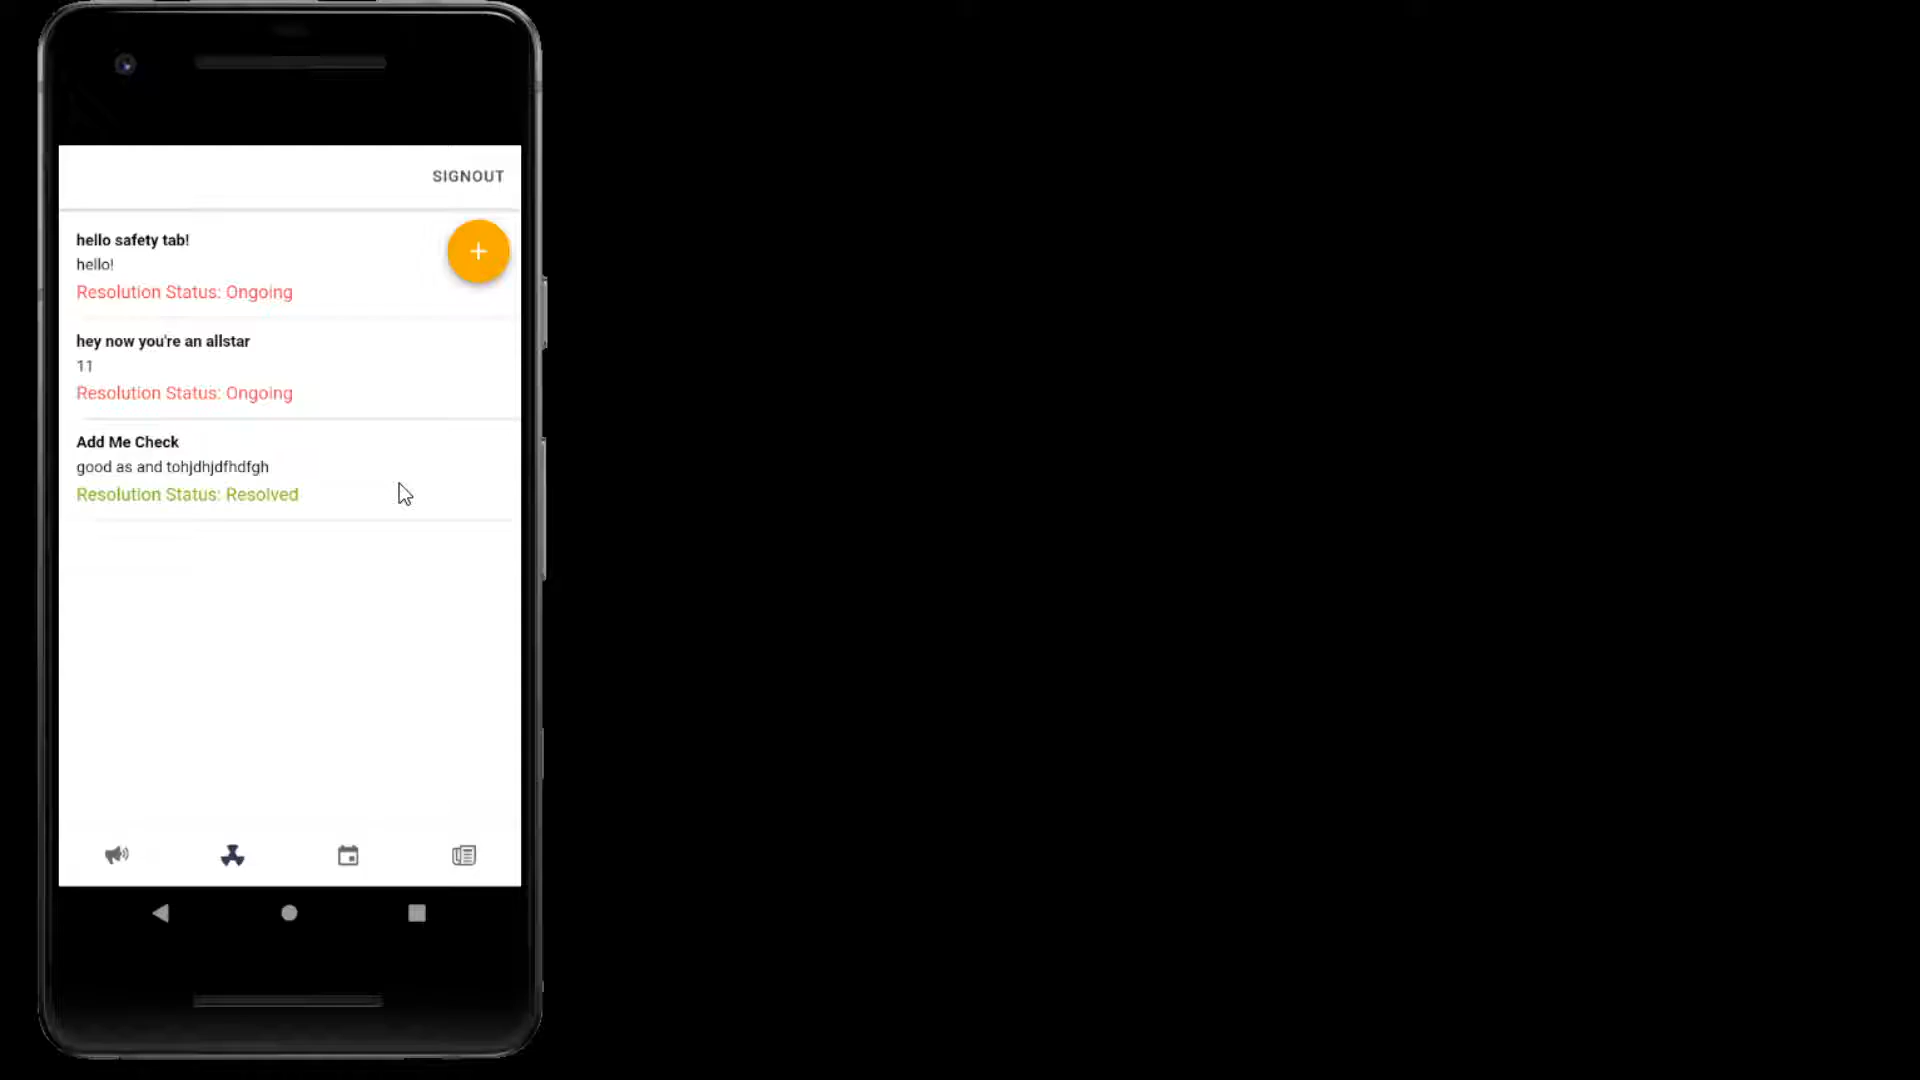 SIGNOUT
hello safety tab!
hello!
Resolution Status: Ongoing
hey now you're an allstar
11
Resolution Status: Ongoing
Add Me Check
good as and tohjdhjdfhdfgh
Resolution Status: Resolved